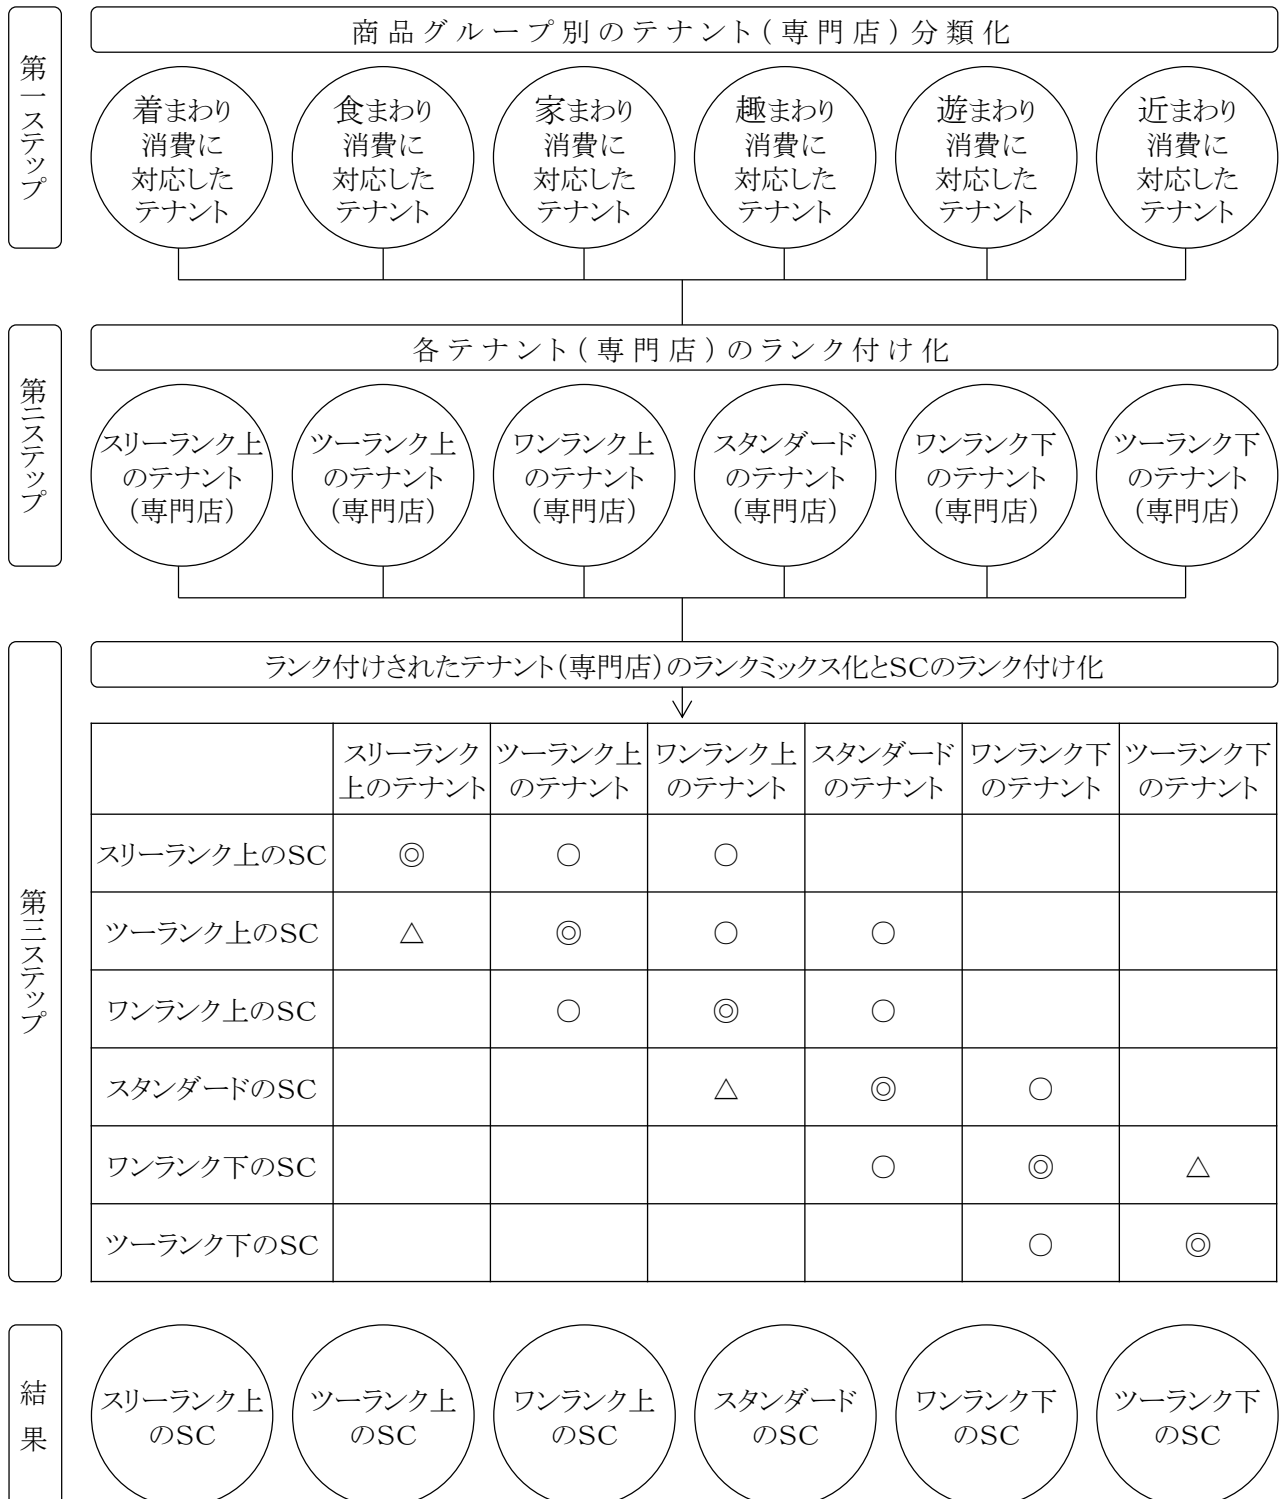 第一ステップ
商品グループ別のテナント(専門店)分類化
着まわり
消費に
対応した
テナント
食まわり
消費に
対応した
テナント
家まわり
消費に
対応した
テナント
趣まわり
消費に
対応した
テナント
遊まわり
消費に
対応した
テナント
近まわり
消費に
対応した
テナント
第二ステップ
各テナント(専門店)のランク付け化
スリーランク上
のテナント
(専門店)
ツーランク上
のテナント
(専門店)
ワンランク上
のテナント
(専門店)
スタンダード
のテナント
(専門店)
ワンランク下
のテナント
(専門店)
ツーランク下
のテナント
(専門店)
第三ステップ
ランク付けされたテナント(専門店)のランクミックス化とSCのランク付け化
スリーランク
上のテナント
ツーランク上
のテナント
ワンランク上
のテナント
スタンダード
のテナント
ワンランク下
のテナント
ツーランク下
のテナント
スリーランク上のSC ◎ ○ ○
ツーランク上のSC △ ◎ ○ ○
ワンランク上のSC ○ ◎ ○
スタンダードのSC △ ◎ ○
ワンランク下のSC ○ ◎ △
ツーランク下のSC ○ ◎
結果
スリーランク上
のSC
ツーランク上
のSC
ワンランク上
のSC
スタンダード
のSC
ワンランク下
のSC
ツーランク下
のSC